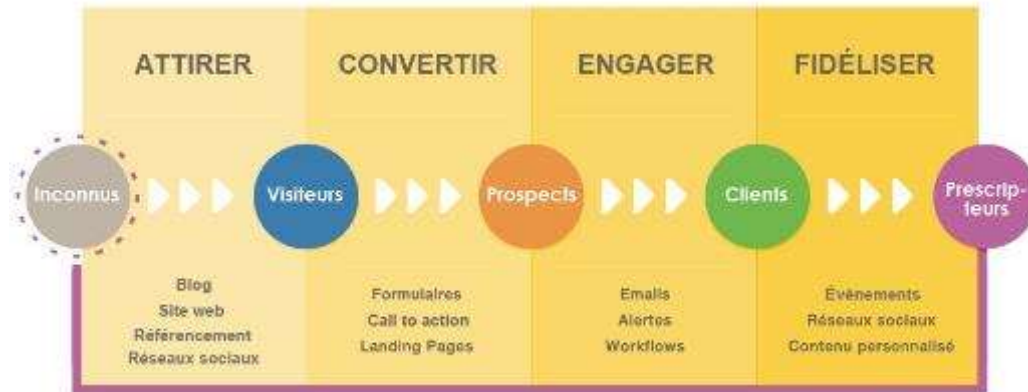 ATTIRER
CONVERTIR
ENGAGER
FIDÉLISER
Inconnus
Visiteurs
Prospects
Clients
Prescrip-
teurs
Blog
Site web
Référencement
Réseaux sociaux
Formulaires
Call to action
Landing Pages
Emails
Alertes
Workflows
Évènements
Réseaux sociaux
Contenu personnalisé